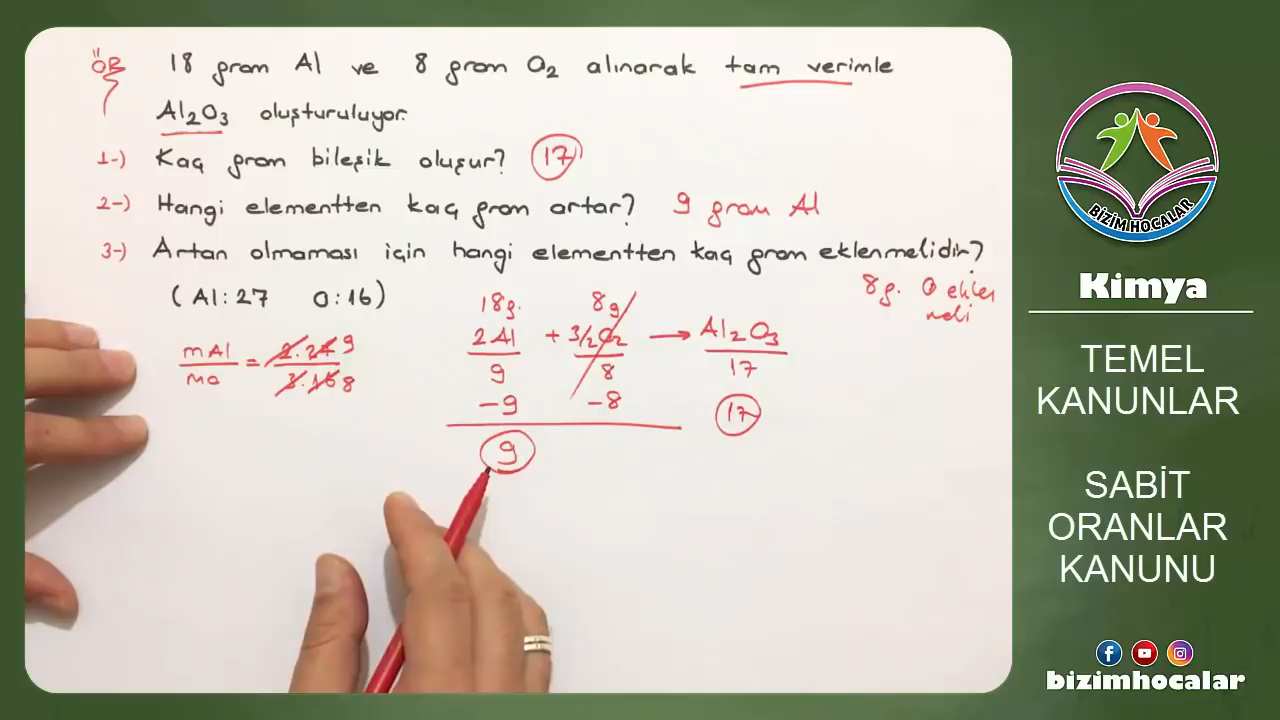 ÖR 18 gram Al ve 8 gram O₂ alınarak tam verimle
Al₂O₃ oluşturuluyor.
1-) Kaç gram bileşik oluşur? 17
2-) Hangi elementten kaç gram artar? 9 gram Al
3-) Artan olmaması için hangi elementten kaç gram eklenmelidir?
8g. O eklen
meli
(Al:27 O:16)
18g. 8g
2Al + 3/2O₂ → Al₂O₃
9 8 17
-9 -8 17
9
mAl = 2.27 9
mO 3.16 8
BİZİM HOCALAR
Kimya
TEMEL
KANUNLAR
SABİT
ORANLAR
KANUNU
bizimhocalar